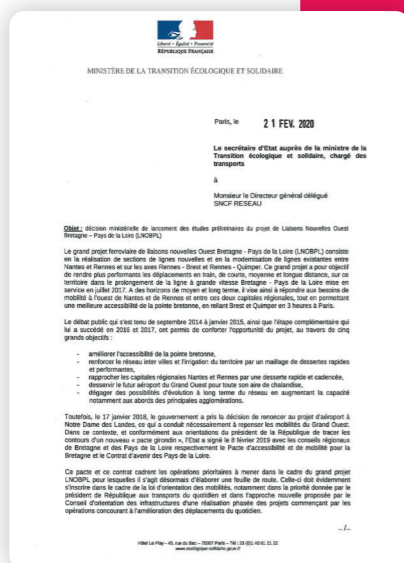 Liberté • Égalité • Fraternité
RÉPUBLIQUE FRANÇAISE
MINISTÈRE DE LA TRANSITION ÉCOLOGIQUE ET SOLIDAIRE
Paris, le 21 FEV. 2020
Le secrétaire d'Etat auprès de la ministre de la
Transition écologique et solidaire, chargé des
transports
à
Monsieur le Directeur général délégué
SNCF RESEAU
Objet : décision ministérielle de lancement des études préliminaires du projet de Liaisons Nouvelles Ouest
Bretagne – Pays de la Loire (LNOBPL)
Le grand projet ferroviaire de liaisons nouvelles Ouest Bretagne - Pays de la Loire (LNOBPL) consiste
en la réalisation de sections de lignes nouvelles et en la modernisation de lignes existantes entre
Nantes et Rennes et sur les axes Rennes - Brest et Rennes - Quimper. Ce grand projet a pour objectif
de rendre plus performants les déplacements en train, de courte, moyenne et longue distance, sur ce
territoire dans le prolongement de la ligne à grande vitesse Bretagne - Pays de la Loire mise en
service en juillet 2017. A des horizons de moyen et long terme, il vise ainsi à répondre aux besoins de
mobilité à l'ouest de Nantes et de Rennes et entre ces deux capitales régionales, tout en permettant
une meilleure accessibilité de la pointe bretonne, en reliant Brest et Quimper en 3 heures à Paris.
Le débat public qui s'est tenu de septembre 2014 à janvier 2015, ainsi que l'étape complémentaire qui
lui a succédé en 2016 et 2017, ont permis de conforter l'opportunité du projet, au travers de cinq
grands objectifs :
- améliorer l'accessibilité de la pointe bretonne,
- renforcer le réseau inter villes et l'irrigation du territoire par un maillage de dessertes rapides
et performantes,
- rapprocher les capitales régionales Nantes et Rennes par une desserte rapide et cadencée,
- desservir le futur aéroport du Grand Ouest pour toute son aire de chalandise,
- dégager des possibilités d'évolution à long terme du réseau en augmentant la capacité
notamment aux abords des principales agglomérations.
Toutefois, le 17 janvier 2018, le gouvernement a pris la décision de renoncer au projet d'aéroport à
Notre Dame des Landes, ce qui a conduit nécessairement à repenser les mobilités du Grand Ouest.
Dans ce contexte, et conformément aux orientations du président de la République de tracer les
contours d'un nouveau « pacte girondin », l'Etat a signé le 8 février 2019 avec les conseils régionaux
de Bretagne et des Pays de la Loire respectivement le Pacte d'accessibilité et de mobilité pour la
Bretagne et le Contrat d'avenir des Pays de la Loire.
Ce pacte et ce contrat cadrent les opérations prioritaires à mener dans le cadre du grand projet
LNOBPL pour lesquelles il s'agit désormais d'élaborer une feuille de route. Celle-ci doit évidemment
s'inscrire dans le cadre de la loi d'orientation des mobilités, notamment dans la priorité donnée par le
président de République aux transports du quotidien et dans l'approche nouvelle proposée par le
Conseil d'orientation des infrastructures d'une réalisation phasée des projets commençant par les
opérations concourant à l'amélioration des déplacements du quotidien.
.../...
Hôtel Le Play - 40, rue du Bac – 75007 Paris – Tél : 33 (0)1 40 81 21 22
www.ecologique-solidaire.gouv.fr